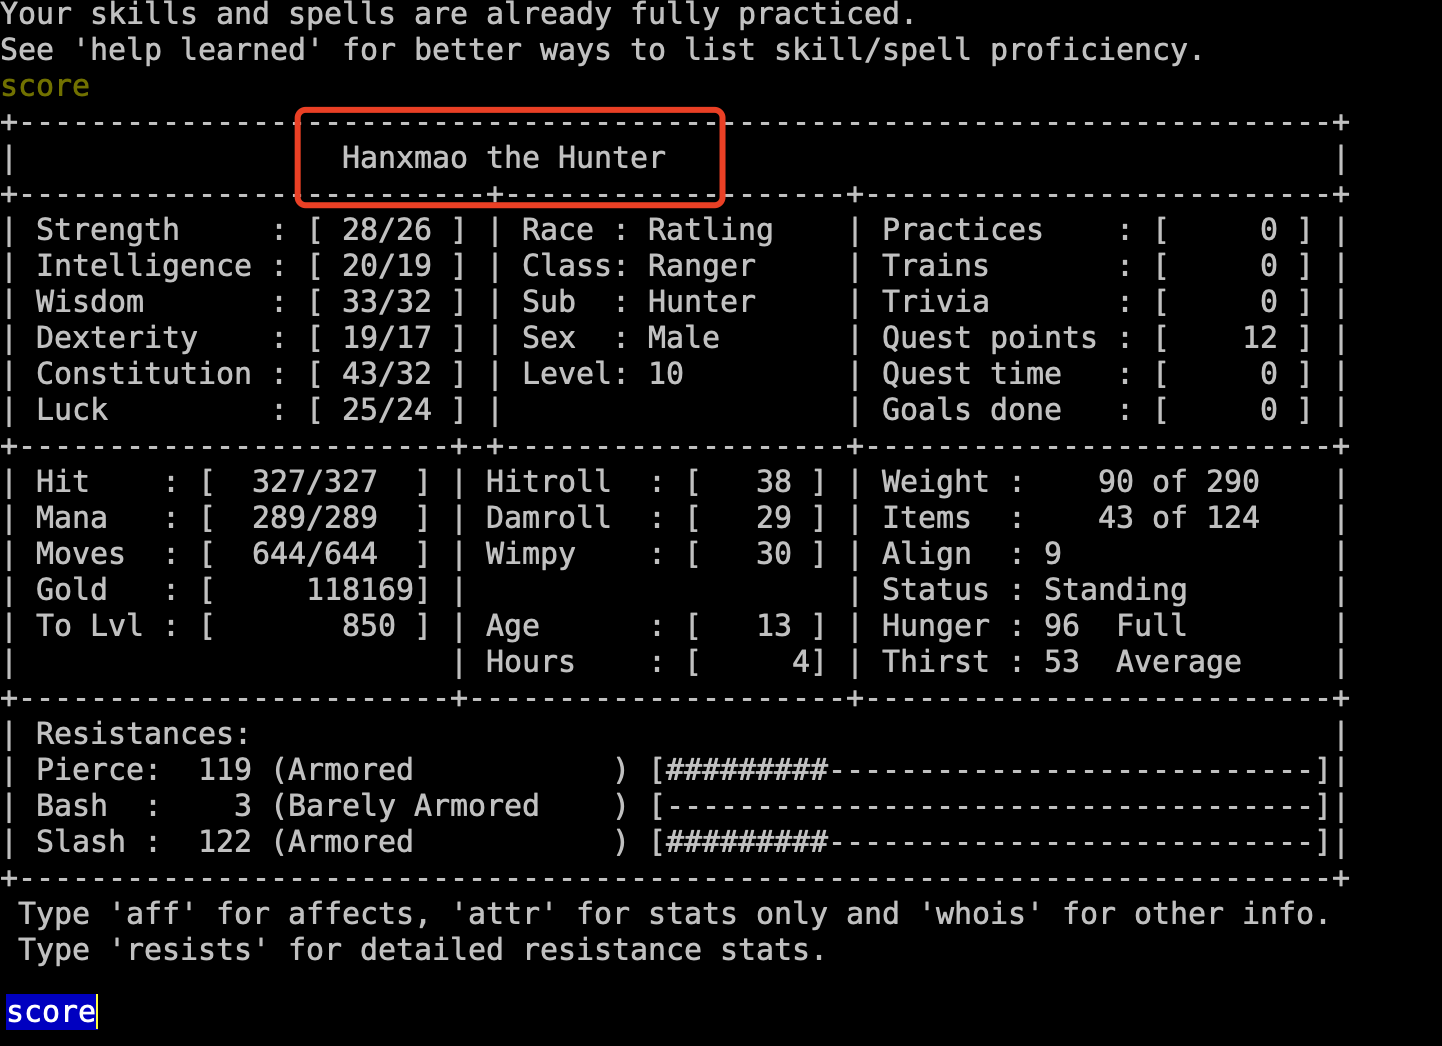 Your skills and spells are already fully practiced.
See 'help learned' for better ways to list skill/spell proficiency.
score
+-------------------------------------------------------------------------+
|                  Hanxmao the Hunter                                     |
+--------------------------+-------------------+--------------------------+
| Strength     : [ 28/26 ] | Race : Ratling    | Practices    : [     0 ] |
| Intelligence : [ 20/19 ] | Class: Ranger     | Trains       : [     0 ] |
| Wisdom       : [ 33/32 ] | Sub  : Hunter     | Trivia       : [     0 ] |
| Dexterity    : [ 19/17 ] | Sex  : Male       | Quest points : [    12 ] |
| Constitution : [ 43/32 ] | Level: 10         | Quest time   : [     0 ] |
| Luck         : [ 25/24 ] |                   | Goals done   : [     0 ] |
+------------------------+-+-------------------+--------------------------+
| Hit    : [  327/327  ] | Hitroll  : [   38 ] | Weight :    90 of 290    |
| Mana   : [  289/289  ] | Damroll  : [   29 ] | Items  :    43 of 124    |
| Moves  : [  644/644  ] | Wimpy    : [   30 ] | Align  : 9               |
| Gold   : [     118169] |                     | Status : Standing        |
| To Lvl : [       850 ] | Age      : [   13 ] | Hunger : 96  Full        |
|                        | Hours    : [     4] | Thirst : 53  Average     |
+------------------------+---------------------+--------------------------+
| Resistances:                                                            |
| Pierce:  119 (Armored           ) [#########---------------------------]|
| Bash  :    3 (Barely Armored    ) [------------------------------------]|
| Slash :  122 (Armored           ) [#########---------------------------]|
+-------------------------------------------------------------------------+
 Type 'aff' for affects, 'attr' for stats only and 'whois' for other info.
 Type 'resists' for detailed resistance stats.
score